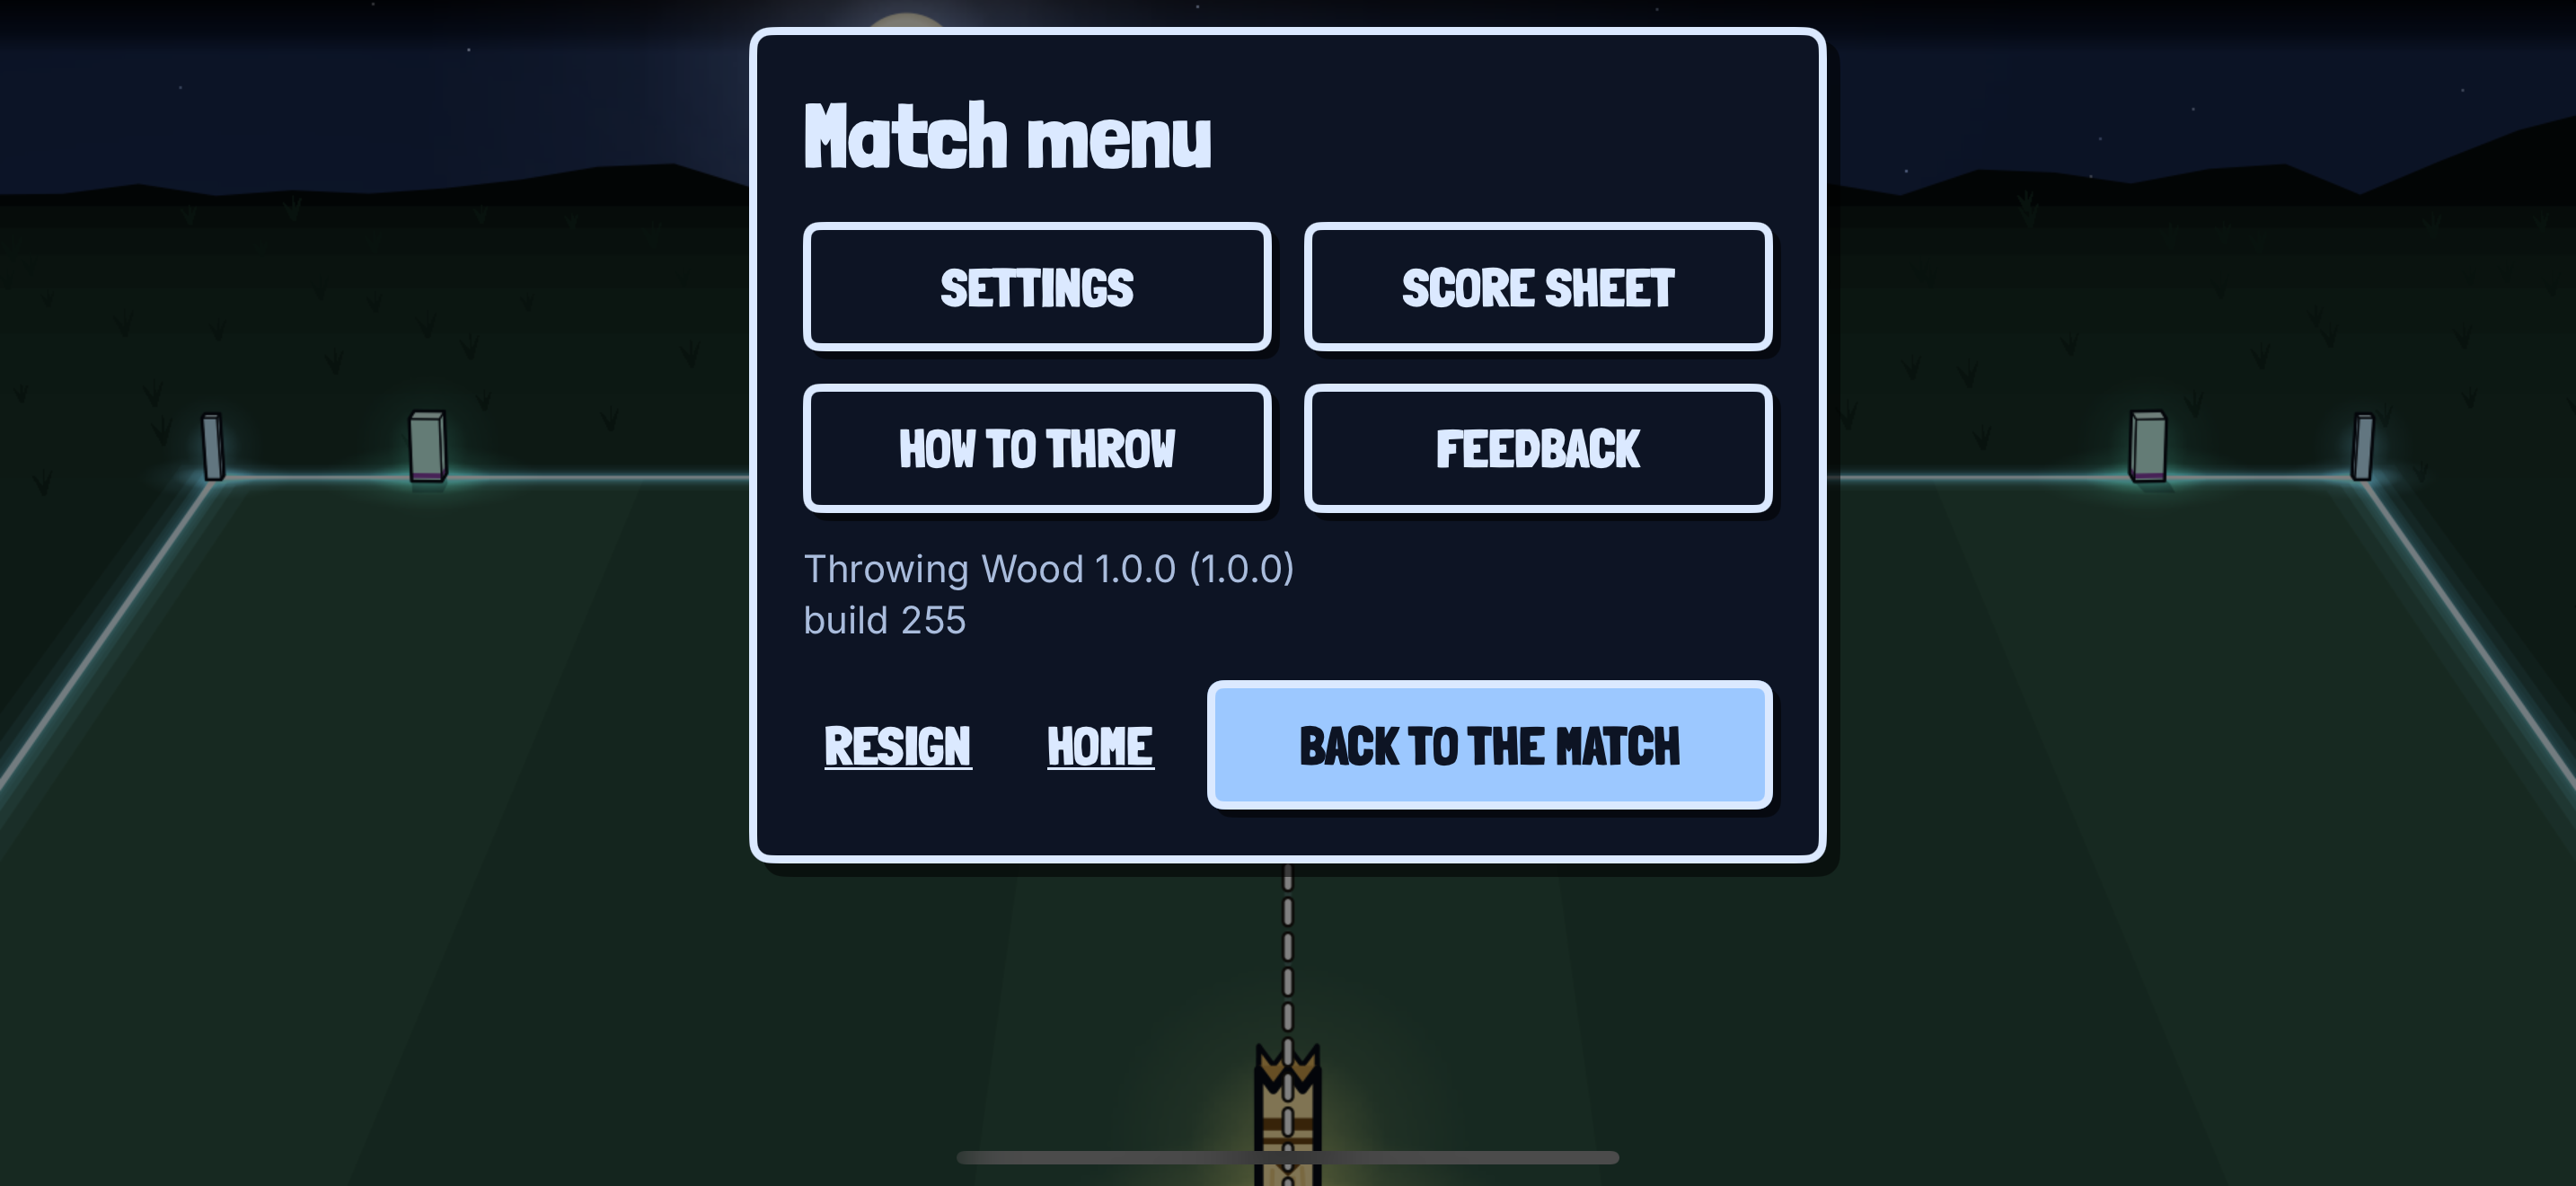 Match menu
SETTINGS
SCORE SHEET
HOW TO THROW
FEEDBACK
Throwing Wood 1.0.0 (1.0.0)
build 255
RESIGN
HOME
BACK TO THE MATCH